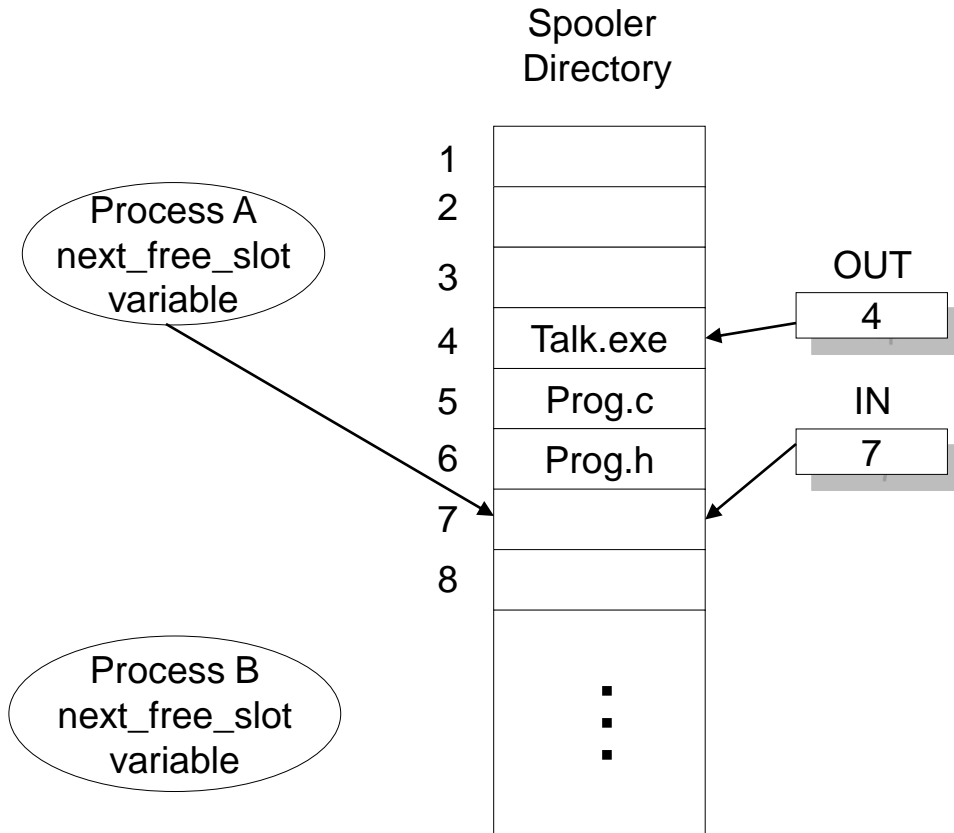 Spooler
Directory
1
2
3
4 Talk.exe
5 Prog.c
6 Prog.h
7
8
Process A
next_free_slot
variable
OUT
4
IN
7
Process B
next_free_slot
variable